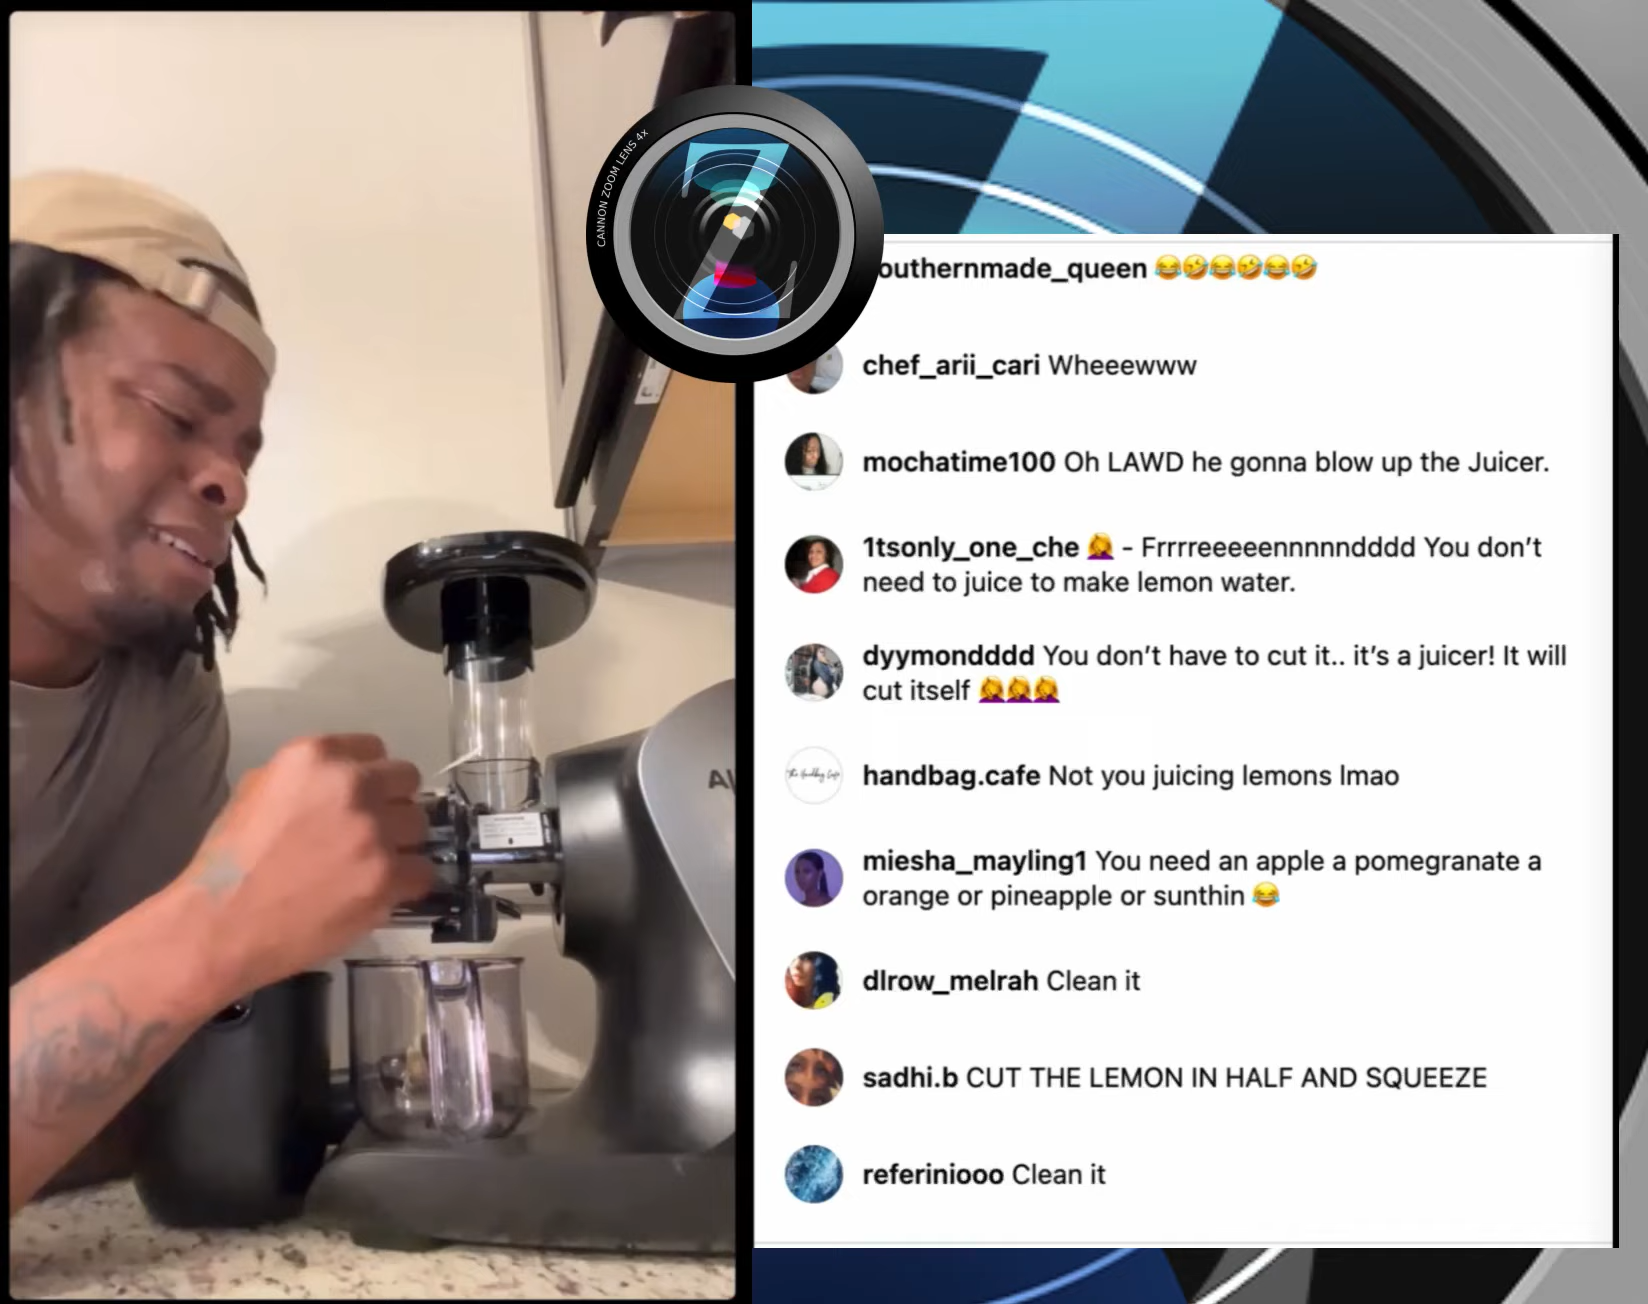 CANNON ZOOM LENS 4x
outhernmade_queen 😂🤣😂🤣😂🤣
chef_arii_cari Wheeewww
mochatime100 Oh LAWD he gonna blow up the Juicer.
1tsonly_one_che 🤦‍♀️ - Frrrreeeeennnnndddd You don’t
need to juice to make lemon water.
dyymondddd You don’t have to cut it.. it’s a juicer! It will
cut itself 🤦‍♀️🤦‍♀️🤦‍♀️
The Handbag Cafe
handbag.cafe Not you juicing lemons lmao
miesha_mayling1 You need an apple a pomegranate a
orange or pineapple or sunthin 😂
dlrow_melrah Clean it
sadhi.b CUT THE LEMON IN HALF AND SQUEEZE
referiniooo Clean it